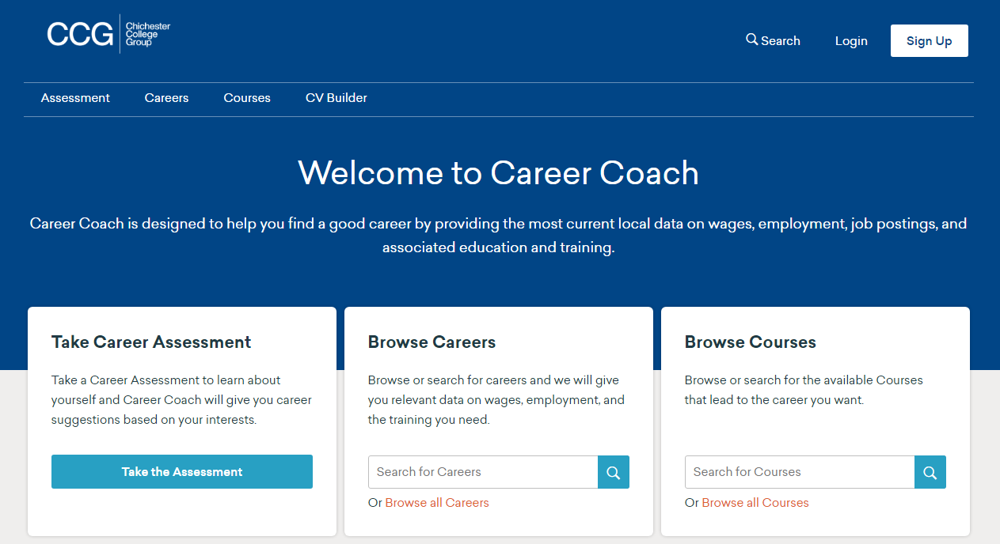 CCG
Chichester
College
Group
Search
Login
Sign Up
Assessment
Careers
Courses
CV Builder
Welcome to Career Coach
Career Coach is designed to help you find a good career by providing the most current local data on wages, employment, job postings, and
associated education and training.
Take Career Assessment
Take a Career Assessment to learn about
yourself and Career Coach will give you career
suggestions based on your interests.
Take the Assessment
Browse Careers
Browse or search for careers and we will give
you relevant data on wages, employment, and
the training you need.
Search for Careers
Or Browse all Careers
Browse Courses
Browse or search for the available Courses
that lead to the career you want.
Search for Courses
Or Browse all Courses